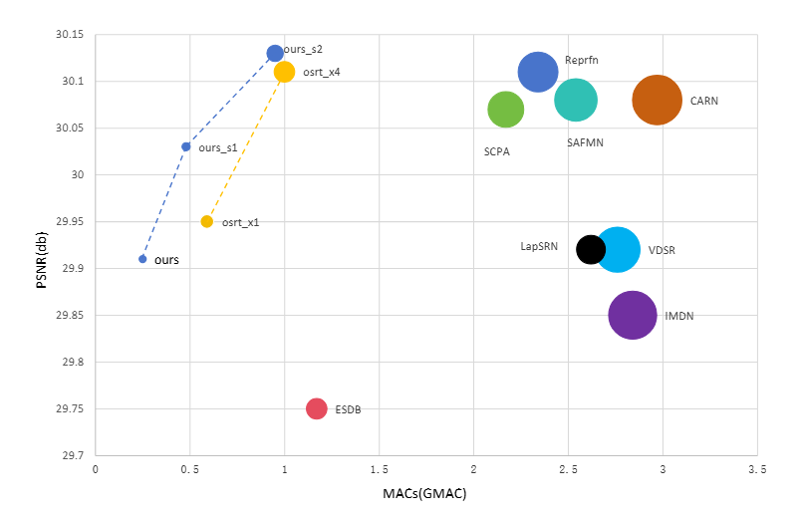 30.15
30.1
30.05
30
29.95
29.9
29.85
29.8
29.75
29.7
PSNR(db)
ours_s2
osrt_x4
Reprfn
CARN
SCPA
SAFMN
ours_s1
osrt_x1
ours
LapSRN
VDSR
IMDN
ESDB
0 0.5 1 1.5 2 2.5 3 3.5
MACs(GMAC)